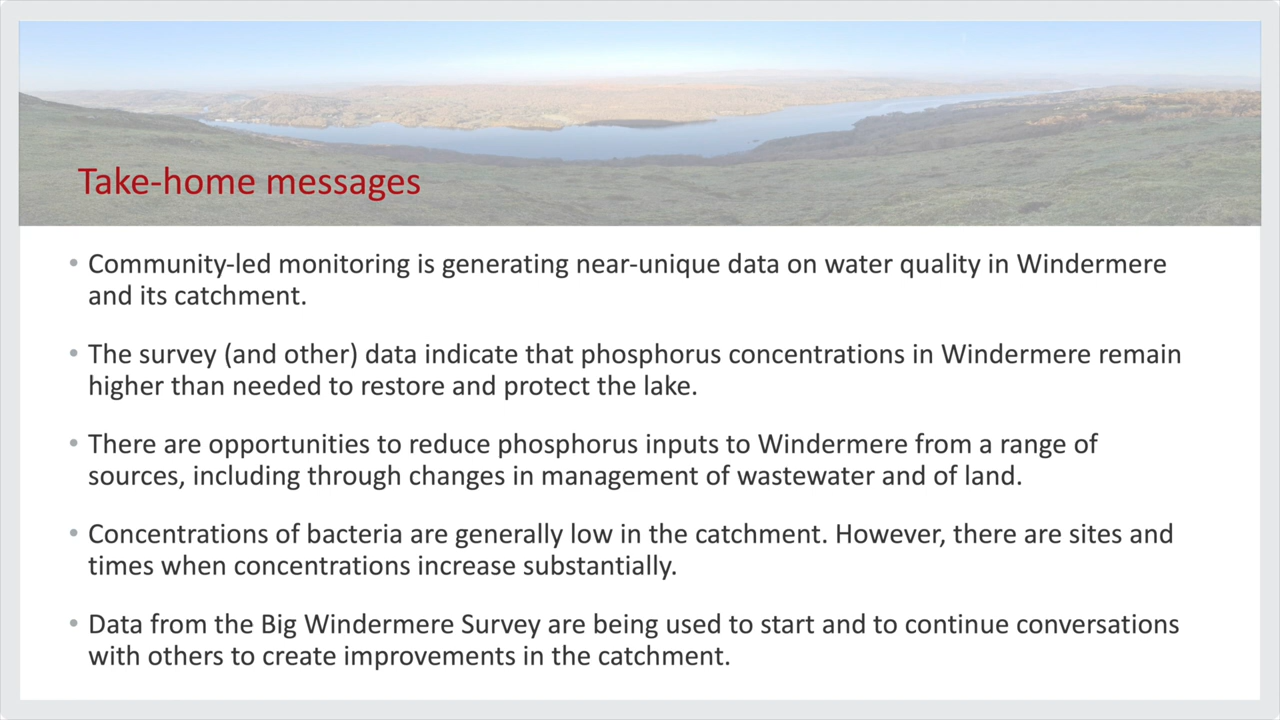 Take-home messages
• Community-led monitoring is generating near-unique data on water quality in Windermere
and its catchment.
• The survey (and other) data indicate that phosphorus concentrations in Windermere remain
higher than needed to restore and protect the lake.
• There are opportunities to reduce phosphorus inputs to Windermere from a range of
sources, including through changes in management of wastewater and of land.
• Concentrations of bacteria are generally low in the catchment. However, there are sites and
times when concentrations increase substantially.
• Data from the Big Windermere Survey are being used to start and to continue conversations
with others to create improvements in the catchment.